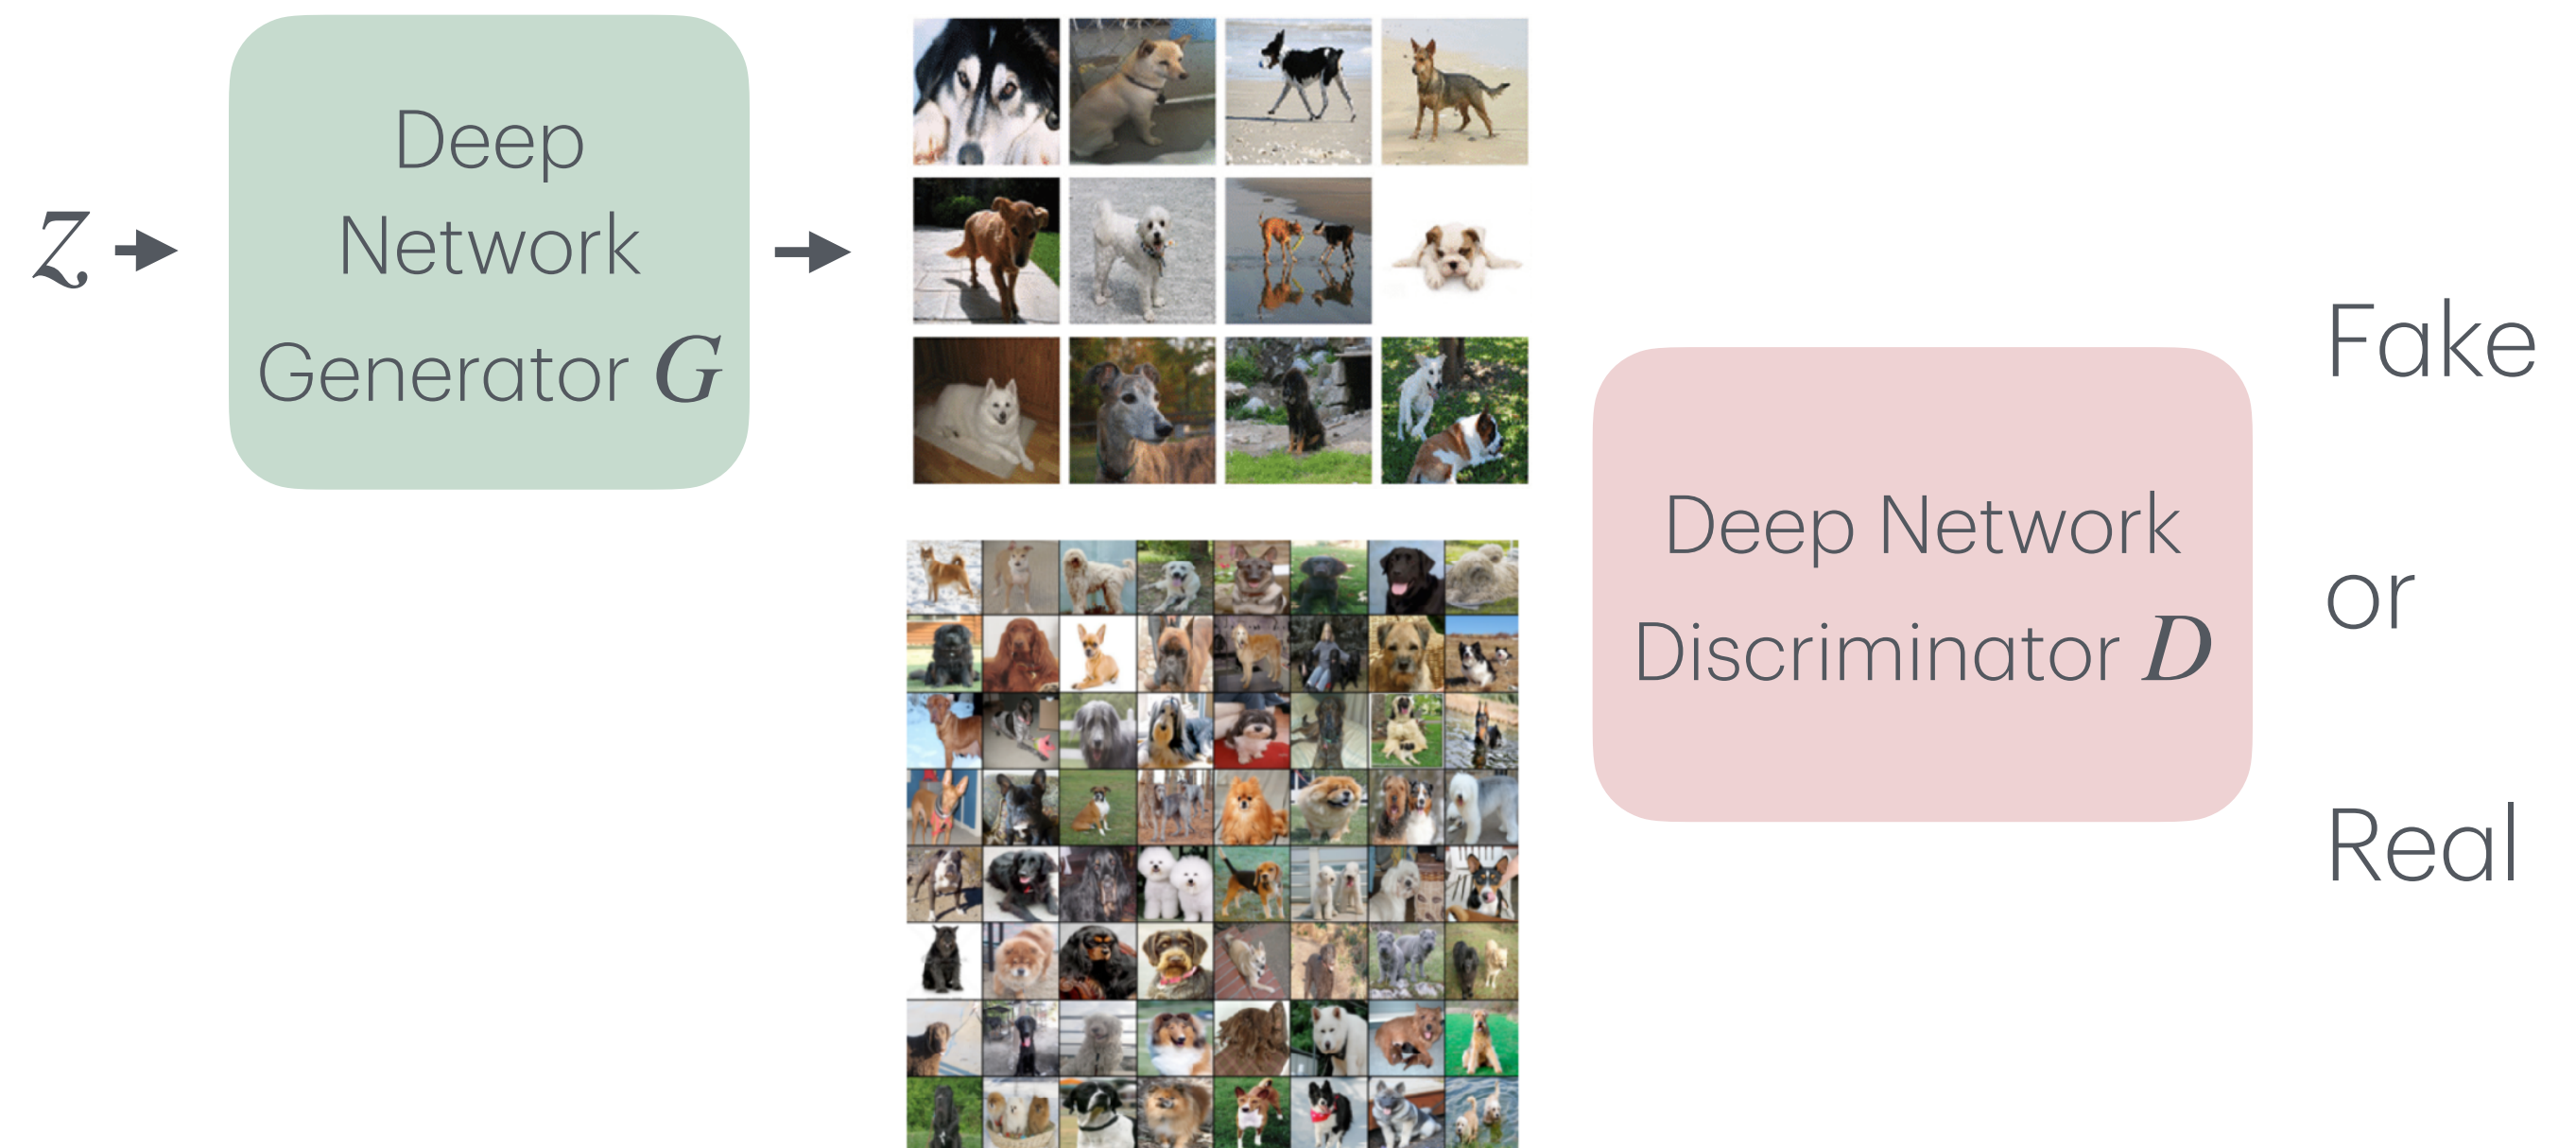 z
Deep
Network
Generator G
Deep Network
Discriminator D
Fake
or
Real